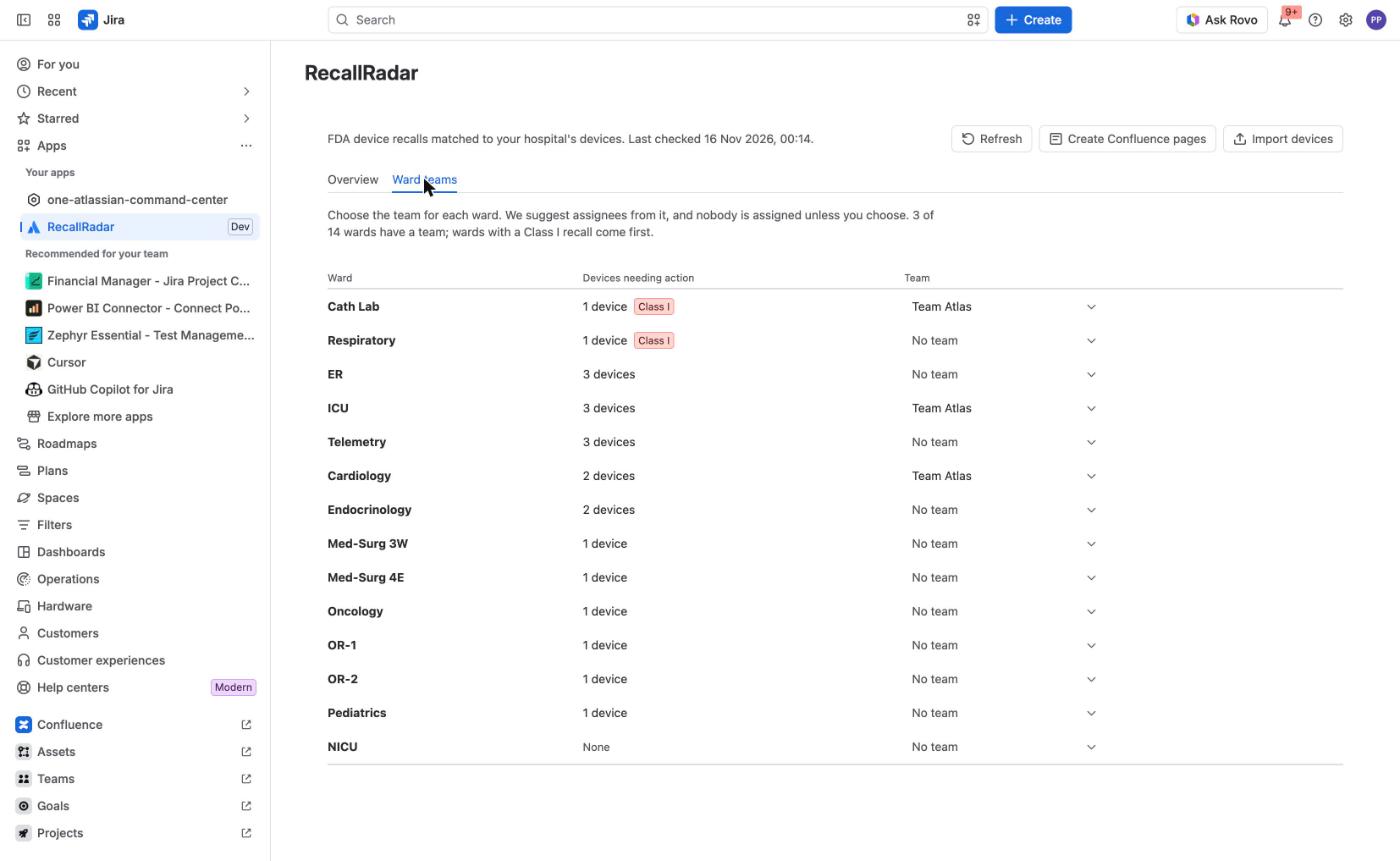 Jira
Search
Create
Ask Rovo
9+
PP
For you
Recent
Starred
Apps
Your apps
one-atlassian-command-center
RecallRadar
Dev
Recommended for your team
Financial Manager - Jira Project C...
Power BI Connector - Connect Po...
Zephyr Essential - Test Manageme...
Cursor
GitHub Copilot for Jira
Explore more apps
Roadmaps
Plans
Spaces
Filters
Dashboards
Operations
Hardware
Customers
Customer experiences
Help centers
Modern
Confluence
Assets
Teams
Goals
Projects
RecallRadar
FDA device recalls matched to your hospital's devices. Last checked 16 Nov 2026, 00:14.
Refresh
Create Confluence pages
Import devices
Overview
Ward teams
Choose the team for each ward. We suggest assignees from it, and nobody is assigned unless you choose. 3 of
14 wards have a team; wards with a Class I recall come first.
Ward Devices needing action Team
Cath Lab 1 device Class I Team Atlas
Respiratory 1 device Class I No team
ER 3 devices No team
ICU 3 devices Team Atlas
Telemetry 3 devices No team
Cardiology 2 devices Team Atlas
Endocrinology 2 devices No team
Med-Surg 3W 1 device No team
Med-Surg 4E 1 device No team
Oncology 1 device No team
OR-1 1 device No team
OR-2 1 device No team
Pediatrics 1 device No team
NICU None No team